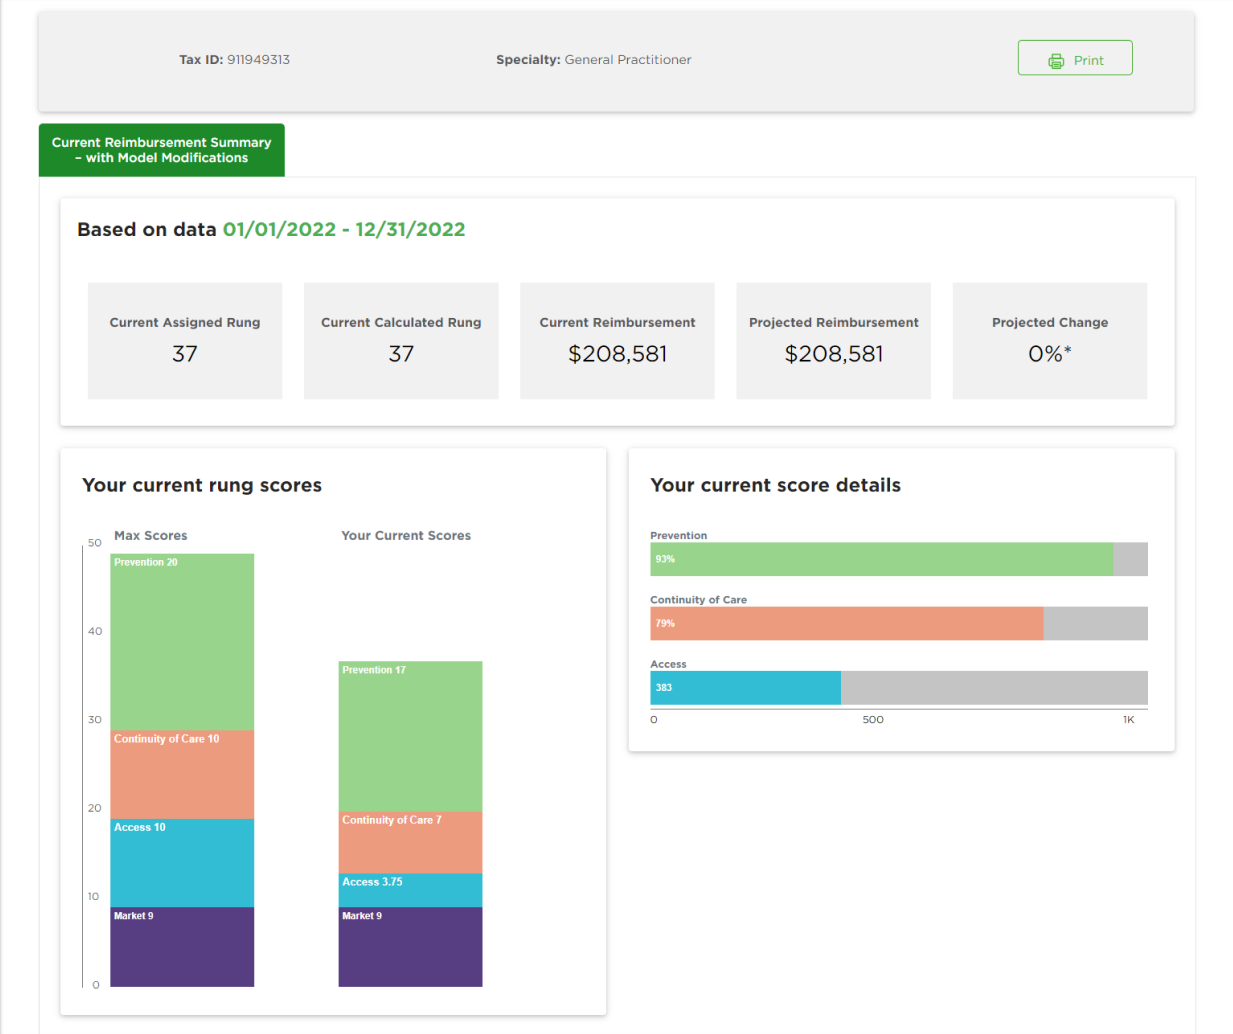 Tax ID: 911949313
Specialty: General Practitioner
Print
Current Reimbursement Summary
– with Model Modifications
Based on data 01/01/2022 - 12/31/2022
Current Assigned Rung
37
Current Calculated Rung
37
Current Reimbursement
$208,581
Projected Reimbursement
$208,581
Projected Change
0%*
Your current rung scores
Max Scores
Your Current Scores
50
40
30
20
10
0
Prevention 20
Continuity of Care 10
Access 10
Market 9
Prevention 17
Continuity of Care 7
Access 3.75
Market 9
Your current score details
Prevention
93%
Continuity of Care
79%
Access
383
0 500 1K